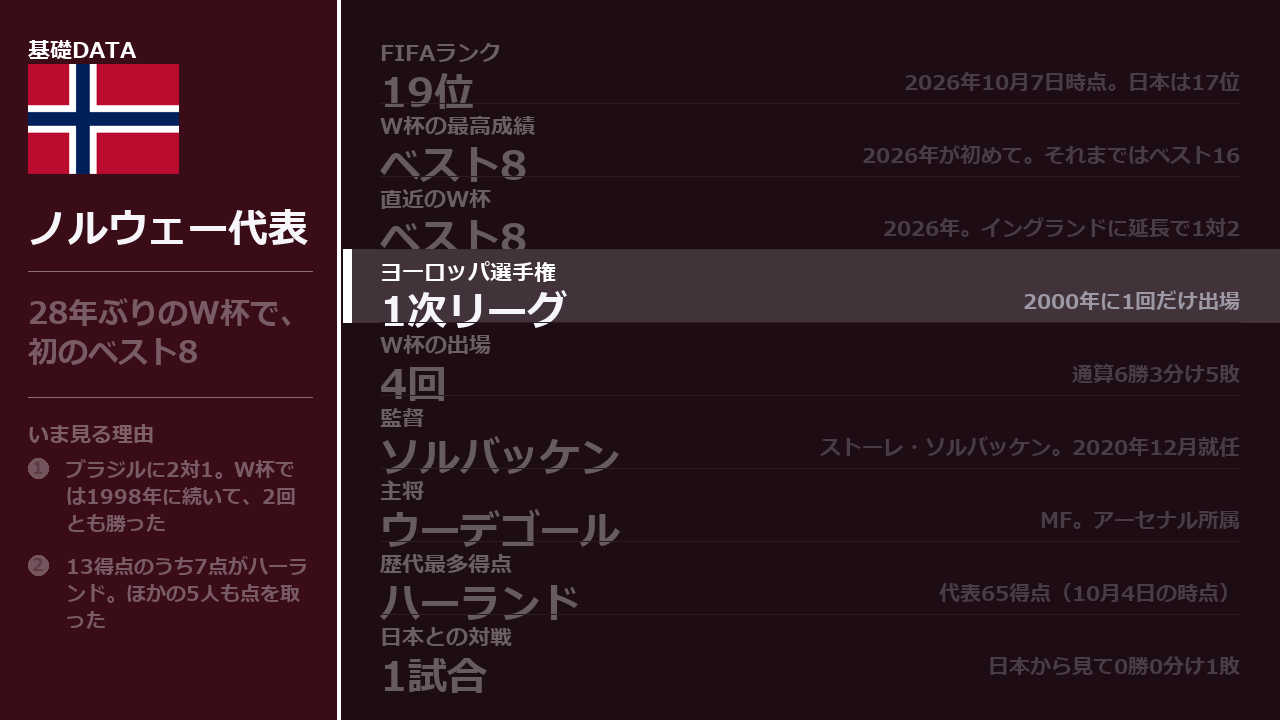 基礎DATA
ノルウェー代表
28年ぶりのW杯で、
初のベスト8
いま見る理由
1 ブラジルに2対1。W杯で
は1998年に続いて、2回
とも勝った
2 13得点のうち7点がハーラ
ンド。ほかの5人も点を取
った
FIFAランク
19位
2026年10月7日時点。日本は17位
W杯の最高成績
ベスト8
2026年が初めて。それまではベスト16
直近のW杯
ベスト8
2026年。イングランドに延長で1対2
ヨーロッパ選手権
1次リーグ
2000年に1回だけ出場
W杯の出場
4回
通算6勝3分け5敗
監督
ソルバッケン
ストーレ・ソルバッケン。2020年12月就任
主将
ウーデゴール
MF。アーセナル所属
歴代最多得点
ハーランド
代表65得点（10月4日の時点）
日本との対戦
1試合
日本から見て0勝0分け1敗